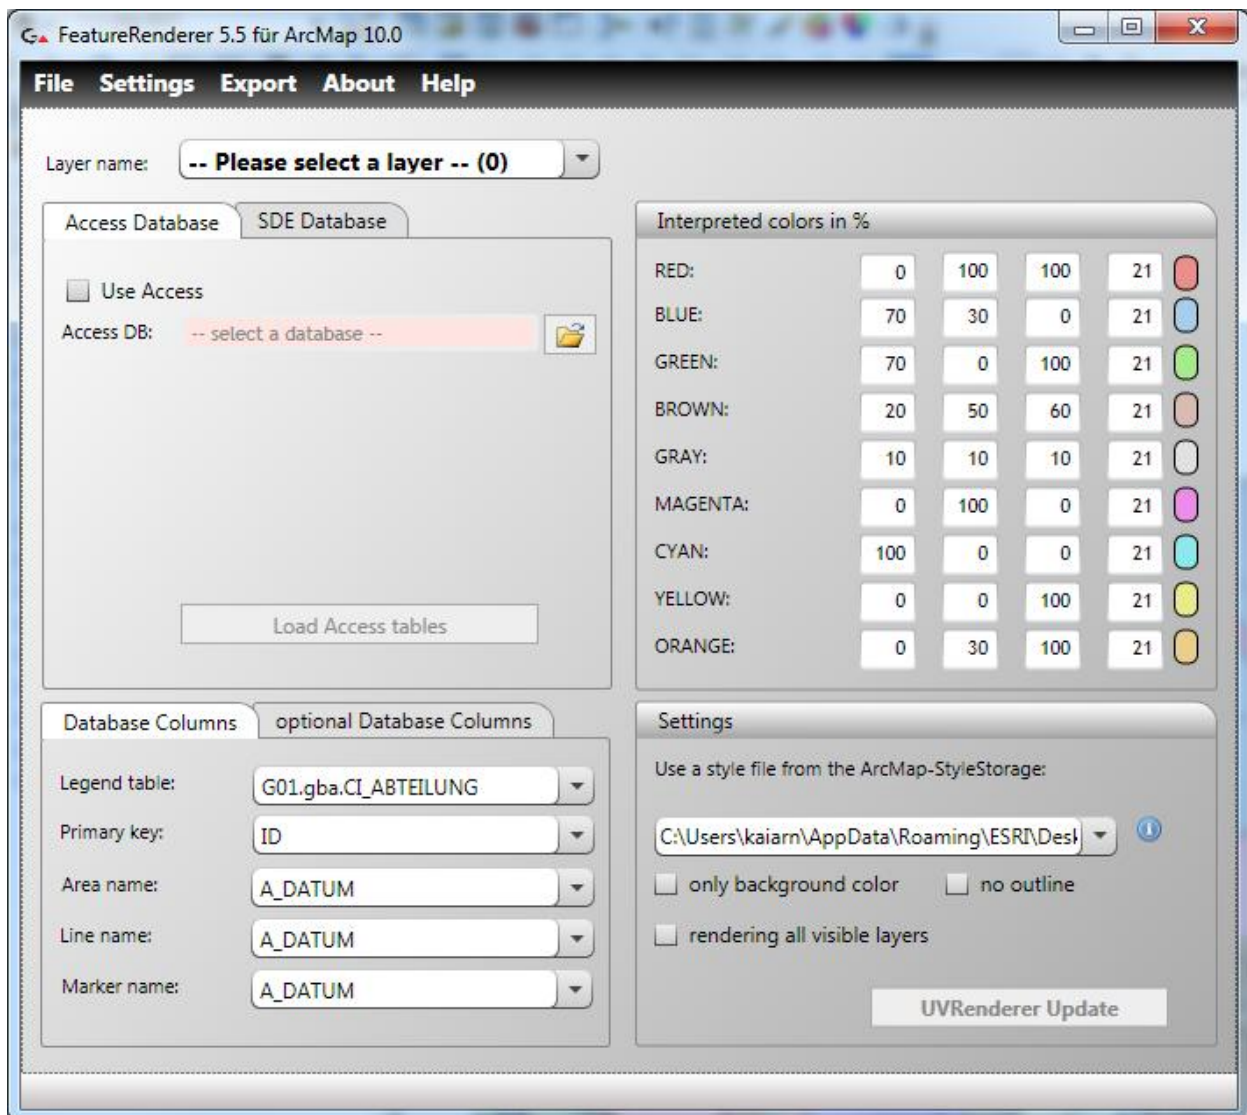 FeatureRenderer 5.5 für ArcMap 10.0
File Settings Export About Help
Layer name: -- Please select a layer -- (0)
Access Database SDE Database
Use Access
Access DB: -- select a database --
Load Access tables
Interpreted colors in %
RED: 0 100 100 21
BLUE: 70 30 0 21
GREEN: 70 0 100 21
BROWN: 20 50 60 21
GRAY: 10 10 10 21
MAGENTA: 0 100 0 21
CYAN: 100 0 0 21
YELLOW: 0 0 100 21
ORANGE: 0 30 100 21
Database Columns optional Database Columns
Legend table: G01.gba.CI_ABTEILUNG
Primary key: ID
Area name: A_DATUM
Line name: A_DATUM
Marker name: A_DATUM
Settings
Use a style file from the ArcMap-StyleStorage:
C:\Users\kaiarn\AppData\Roaming\ESRI\Desk
only background color no outline
rendering all visible layers
UVRenderer Update